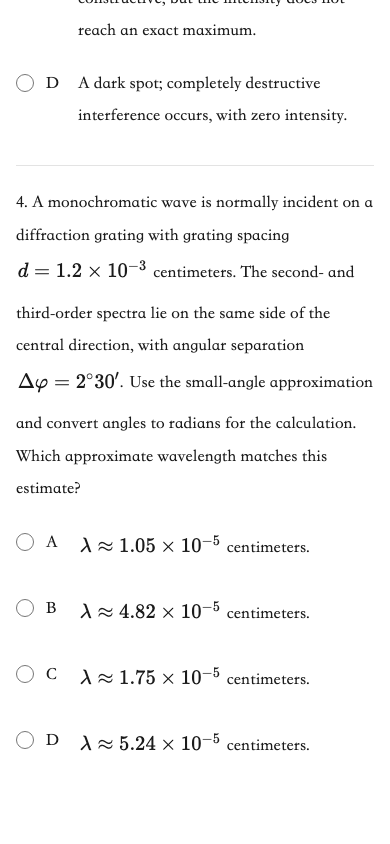 reach an exact maximum.
D A dark spot; completely destructive
interference occurs, with zero intensity.
4. A monochromatic wave is normally incident on a
diffraction grating with grating spacing
d = 1.2 × 10⁻³ centimeters. The second- and
third-order spectra lie on the same side of the
central direction, with angular separation
Δφ = 2°30′. Use the small-angle approximation
and convert angles to radians for the calculation.
Which approximate wavelength matches this
estimate?
A λ ≈ 1.05 × 10⁻⁵ centimeters.
B λ ≈ 4.82 × 10⁻⁵ centimeters.
C λ ≈ 1.75 × 10⁻⁵ centimeters.
D λ ≈ 5.24 × 10⁻⁵ centimeters.